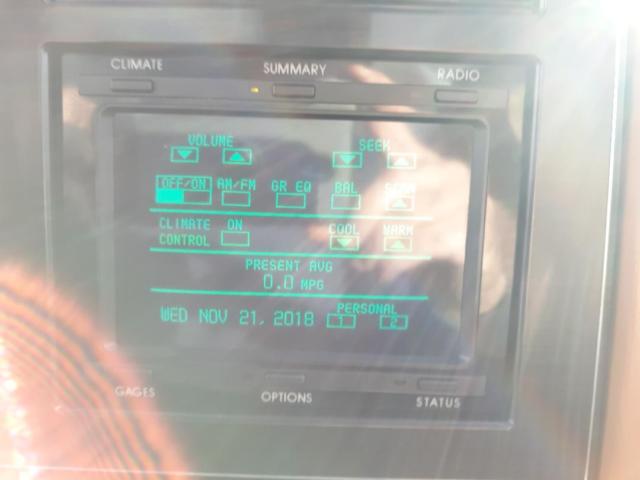 CLIMATE SUMMARY RADIO
VOLUME SEEK
OFF/ON AM/FM GR EQ BAL SCAN
CLIMATE ON COOL WARM
CONTROL
PRESENT AVG
0.0 MPG
PERSONAL
WED NOV 21, 2018 1 2
GAGES OPTIONS STATUS